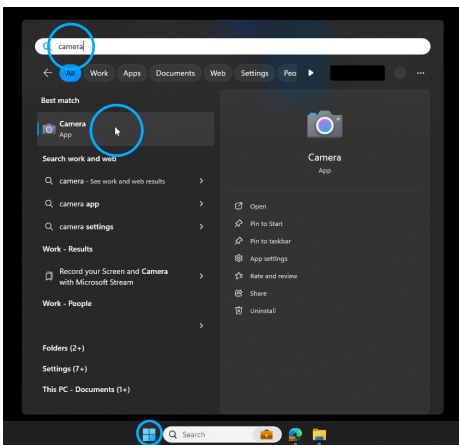 camera
All Work Apps Documents Web Settings Peo
Best match
Camera
App
Search work and web
camera - See work and web results
camera app
camera settings
Work - Results
Record your Screen and Camera
with Microsoft Stream
Work - People
Folders (2+)
Settings (7+)
This PC - Documents (1+)
Camera
App
Open
Pin to Start
Pin to taskbar
App settings
Rate and review
Share
Uninstall
Search